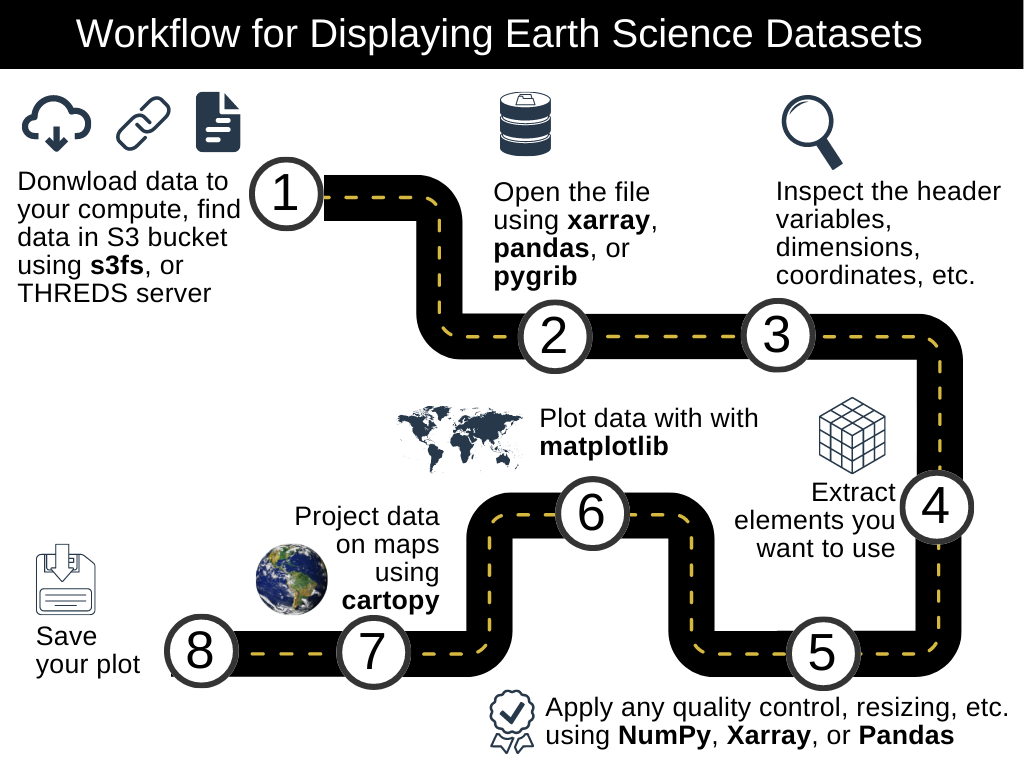 Workflow for Displaying Earth Science Datasets
Donwload data to
your compute, find
data in S3 bucket
using s3fs, or
THREDS server
1
Open the file
using xarray,
pandas, or
pygrib
2
Inspect the header
variables,
dimensions,
coordinates, etc.
3
Extract
elements you
want to use
4
5
Apply any quality control, resizing, etc.
using NumPy, Xarray, or Pandas
Plot data with with
matplotlib
6
Project data
on maps
using
cartopy
7
Save
your plot
8